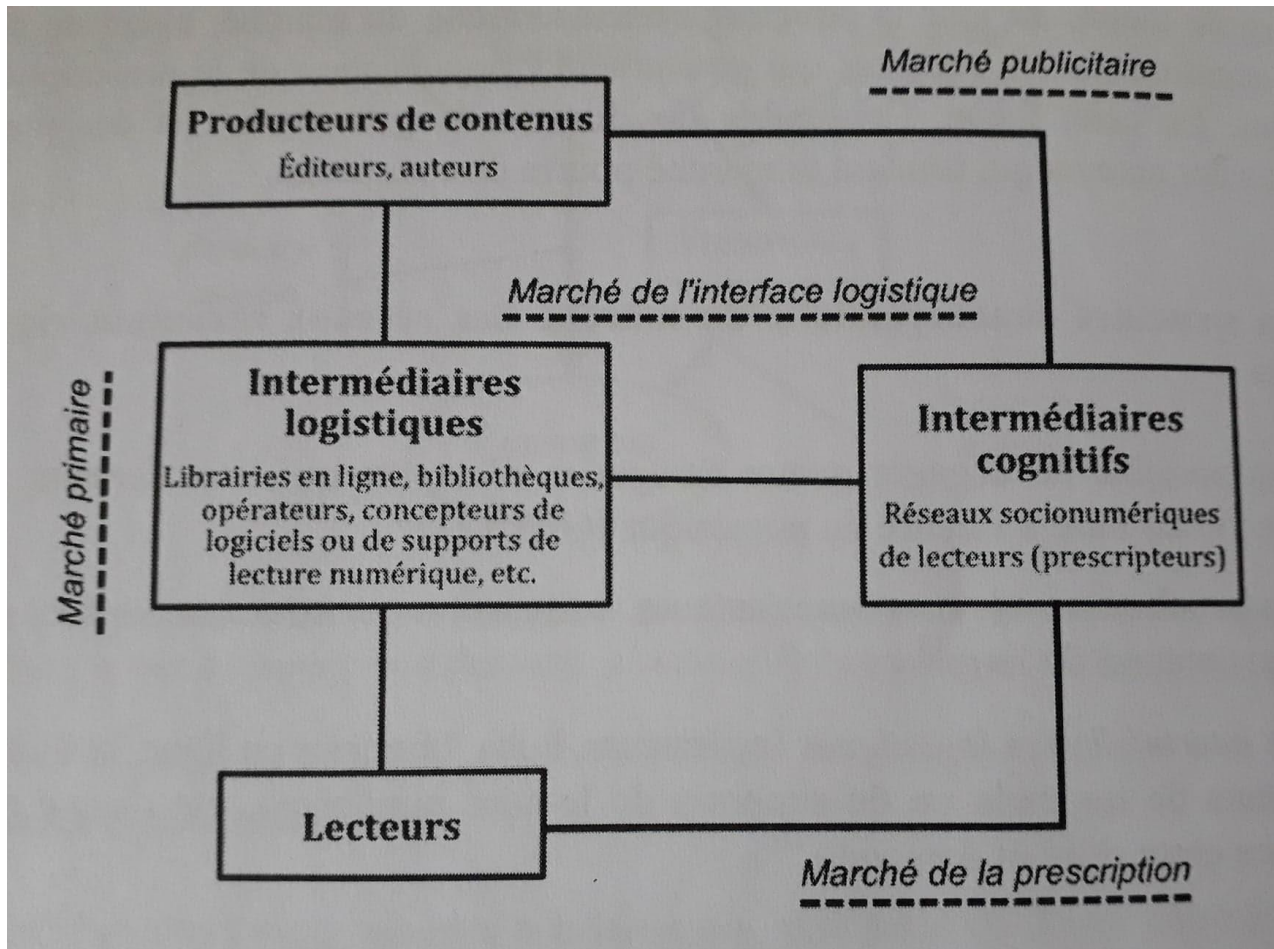 Marché publicitaire
Producteurs de contenus
Éditeurs, auteurs
Marché de l'interface logistique
Marché primaire
Intermédiaires
logistiques
Librairies en ligne, bibliothèques,
opérateurs, concepteurs de
logiciels ou de supports de
lecture numérique, etc.
Intermédiaires
cognitifs
Réseaux socionumériques
de lecteurs (prescripteurs)
Lecteurs
Marché de la prescription